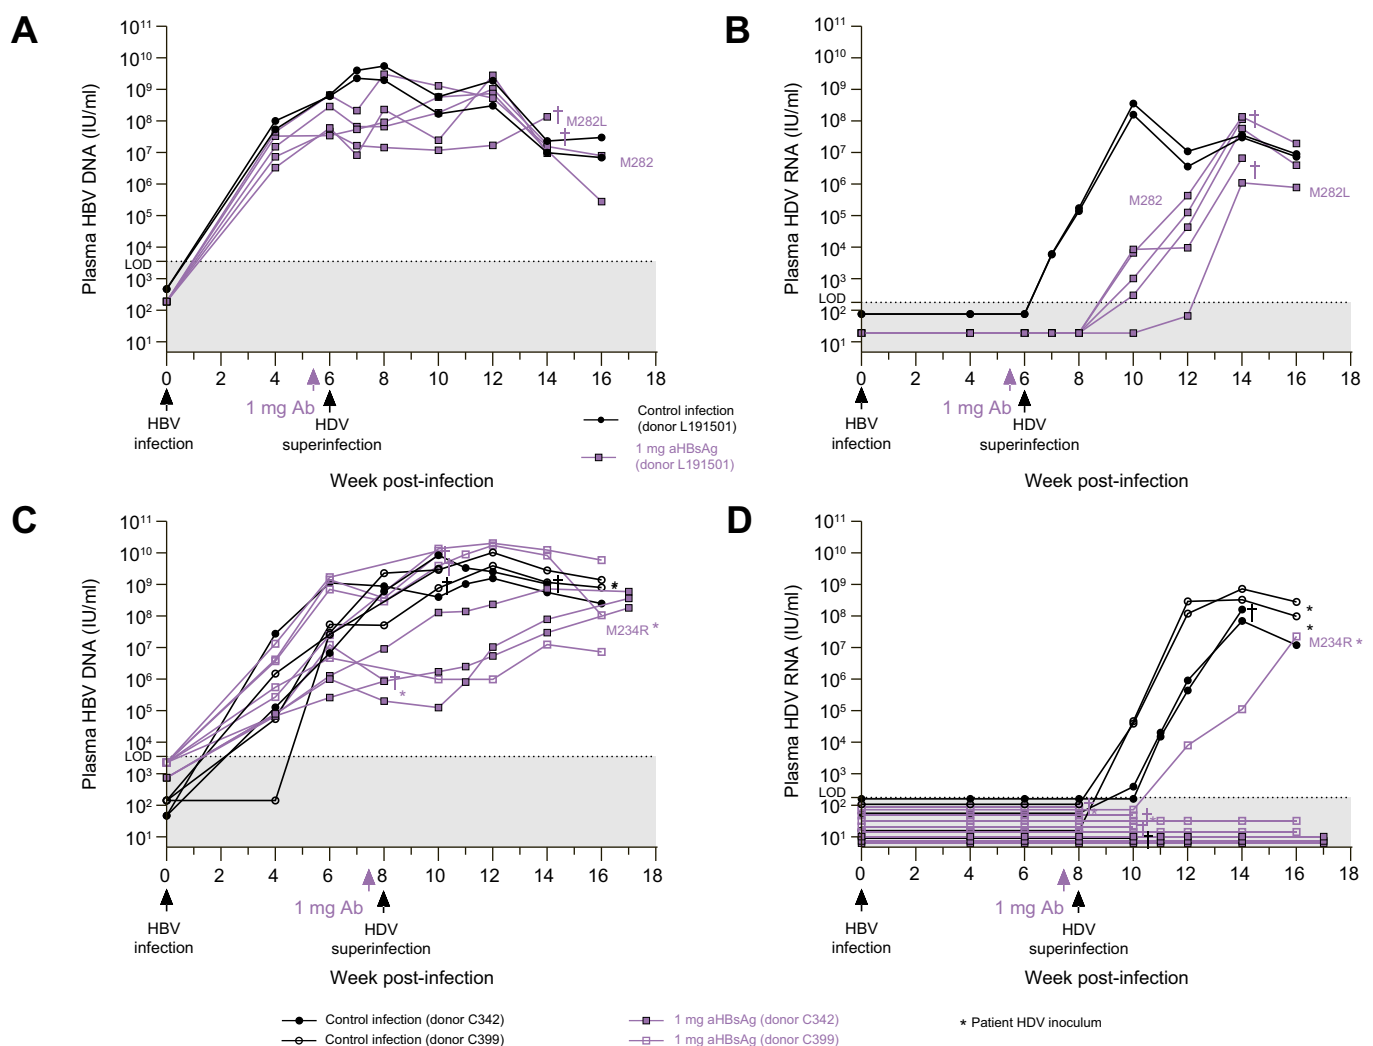 A
Plasma HBV DNA (IU/ml)
10¹¹
10¹⁰
10⁹
10⁸
10⁷
10⁶
10⁵
10⁴
LOD
10³
10²
10¹
0 2 4 6 8 10 12 14 16 18
†
M282L
†
M282
1 mg Ab
HBV
infection
HDV
superinfection
Week post-infection
Control infection
(donor L191501)
1 mg aHBsAg
(donor L191501)
B
Plasma HDV RNA (IU/ml)
10¹¹
10¹⁰
10⁹
10⁸
10⁷
10⁶
10⁵
10⁴
10³
LOD
10²
10¹
0 2 4 6 8 10 12 14 16 18
†
†
M282
M282L
1 mg Ab
HBV
infection
HDV
superinfection
Week post-infection
C
Plasma HBV DNA (IU/ml)
10¹¹
10¹⁰
10⁹
10⁸
10⁷
10⁶
10⁵
10⁴
LOD
10³
10²
10¹
0 2 4 6 8 10 12 14 16 18
†
†
†
†
*
*
M234R *
†
*
1 mg Ab
HBV
infection
HDV
superinfection
Week post-infection
D
Plasma HDV RNA (IU/ml)
10¹¹
10¹⁰
10⁹
10⁸
10⁷
10⁶
10⁵
10⁴
10³
LOD
10²
10¹
0 2 4 6 8 10 12 14 16 18
†
*
*
M234R *
†
*
†
*
†
†
1 mg Ab
HBV
infection
HDV
superinfection
Week post-infection
Control infection (donor C342)
Control infection (donor C399)
1 mg aHBsAg (donor C342)
1 mg aHBsAg (donor C399)
* Patient HDV inoculum